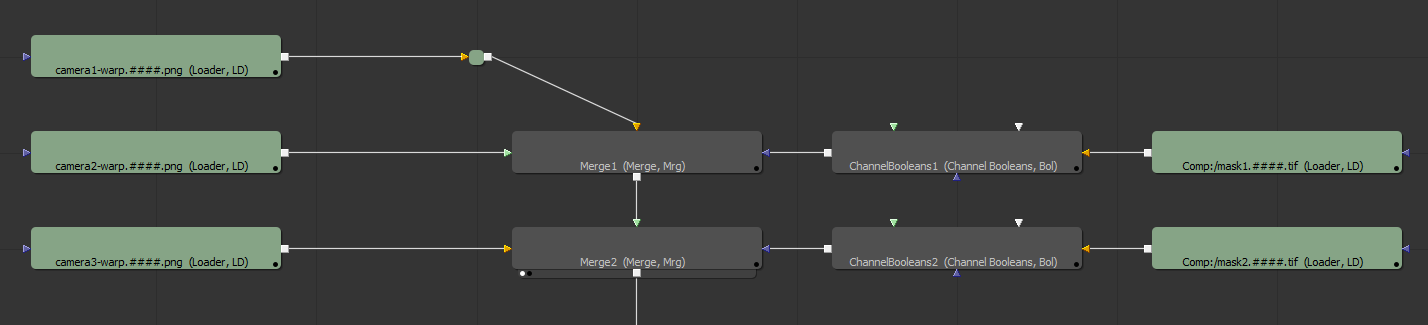 camera1-warp.####.png (Loader, LD)
camera2-warp.####.png (Loader, LD)
Merge1 (Merge, Mrg)
ChannelBooleans1 (Channel Booleans, Bol)
Comp:/mask1.####.tif (Loader, LD)
camera3-warp.####.png (Loader, LD)
Merge2 (Merge, Mrg)
ChannelBooleans2 (Channel Booleans, Bol)
Comp:/mask2.####.tif (Loader, LD)